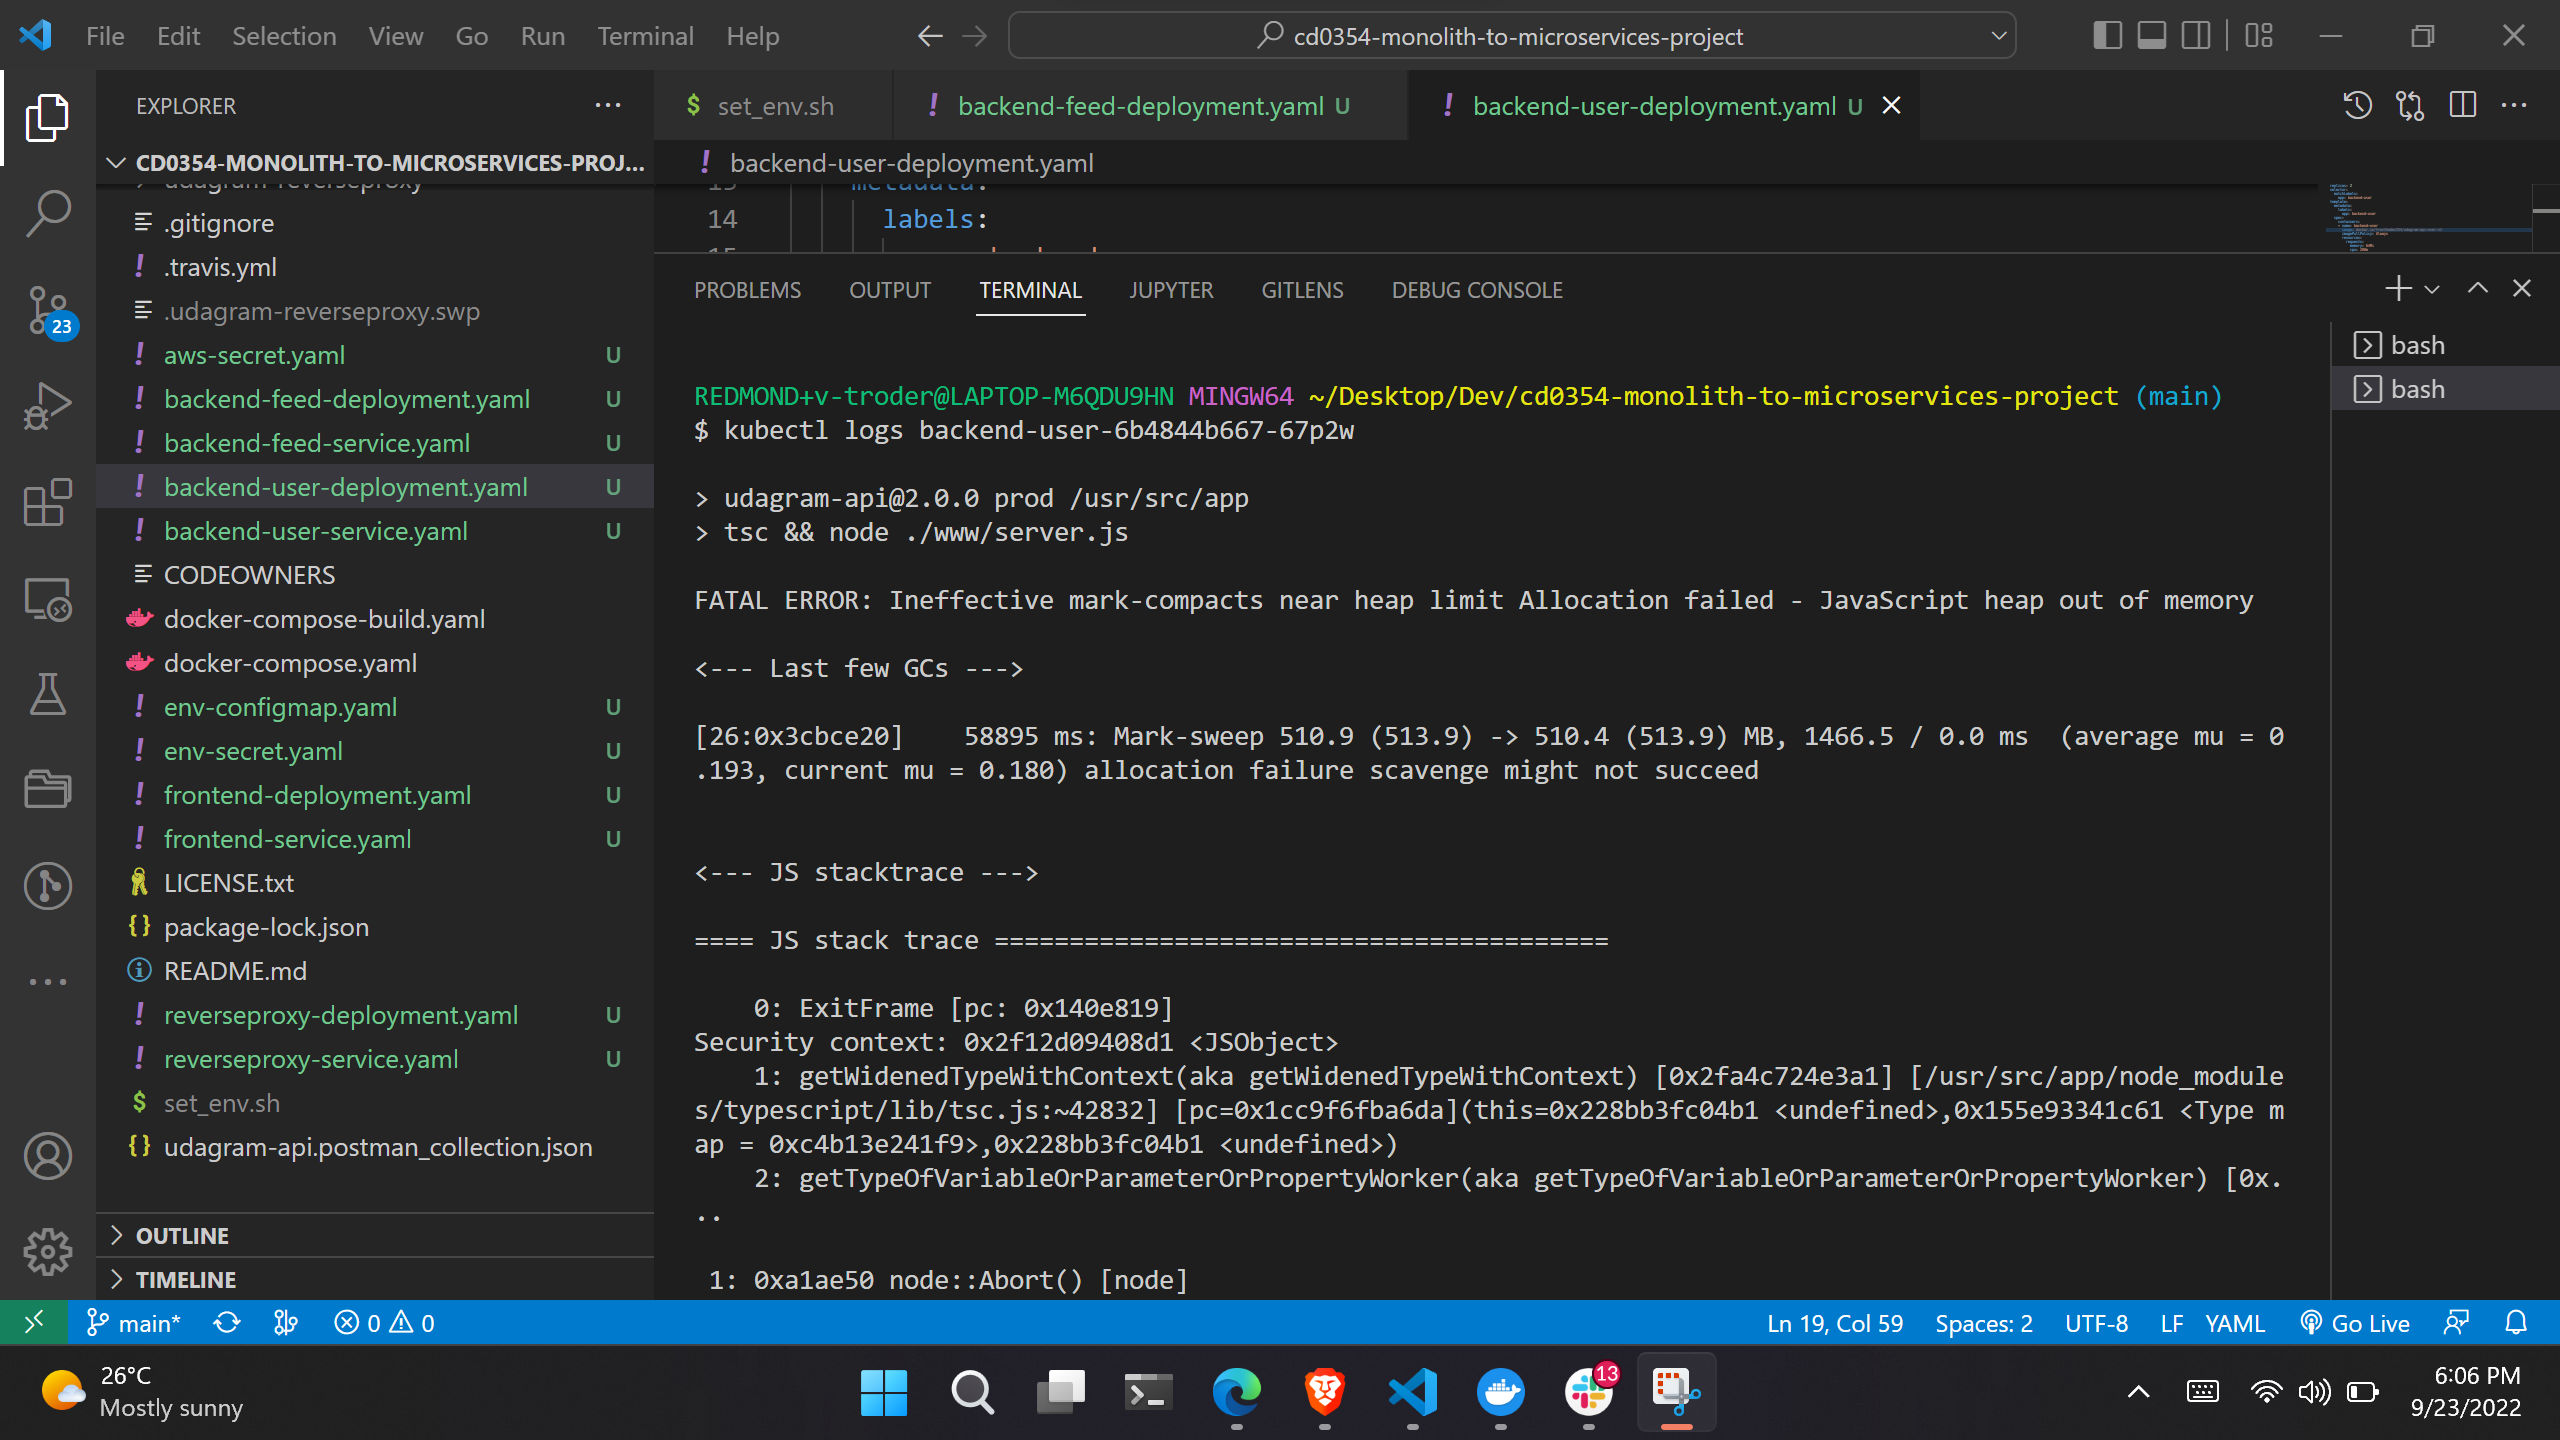 File Edit Selection View Go Run Terminal Help
cd0354-monolith-to-microservices-project
EXPLORER
CD0354-MONOLITH-TO-MICROSERVICES-PROJ...
udagram-reverseproxy
.gitignore
.travis.yml
.udagram-reverseproxy.swp
aws-secret.yaml U
backend-feed-deployment.yaml U
backend-feed-service.yaml U
backend-user-deployment.yaml U
backend-user-service.yaml U
CODEOWNERS
docker-compose-build.yaml
docker-compose.yaml
env-configmap.yaml U
env-secret.yaml U
frontend-deployment.yaml U
frontend-service.yaml U
LICENSE.txt
package-lock.json
README.md
reverseproxy-deployment.yaml U
reverseproxy-service.yaml U
set_env.sh
udagram-api.postman_collection.json
OUTLINE
TIMELINE
23
set_env.sh
backend-feed-deployment.yaml U
backend-user-deployment.yaml U
backend-user-deployment.yaml
13 metadata:
14 labels:
15
PROBLEMS OUTPUT TERMINAL JUPYTER GITLENS DEBUG CONSOLE
bash
bash
REDMOND+v-troder@LAPTOP-M6QDU9HN MINGW64 ~/Desktop/Dev/cd0354-monolith-to-microservices-project (main)
$ kubectl logs backend-user-6b4844b667-67p2w
> udagram-api@2.0.0 prod /usr/src/app
> tsc && node ./www/server.js
FATAL ERROR: Ineffective mark-compacts near heap limit Allocation failed - JavaScript heap out of memory
<--- Last few GCs --->
[26:0x3cbce20]    58895 ms: Mark-sweep 510.9 (513.9) -> 510.4 (513.9) MB, 1466.5 / 0.0 ms  (average mu = 0
.193, current mu = 0.180) allocation failure scavenge might not succeed
<--- JS stacktrace --->
==== JS stack trace =========================================
0: ExitFrame [pc: 0x140e819]
Security context: 0x2f12d09408d1 <JSObject>
1: getWidenedTypeWithContext(aka getWidenedTypeWithContext) [0x2fa4c724e3a1] [/usr/src/app/node_module
s/typescript/lib/tsc.js:~42832] [pc=0x1cc9f6fba6da](this=0x228bb3fc04b1 <undefined>,0x155e93341c61 <Type m
ap = 0xc4b13e241f9>,0x228bb3fc04b1 <undefined>)
2: getTypeOfVariableOrParameterOrPropertyWorker(aka getTypeOfVariableOrParameterOrPropertyWorker) [0x.
..
1: 0xa1ae50 node::Abort() [node]
main* 0 0 Ln 19, Col 59 Spaces: 2 UTF-8 LF YAML Go Live
26°C
Mostly sunny
13
6:06 PM
9/23/2022